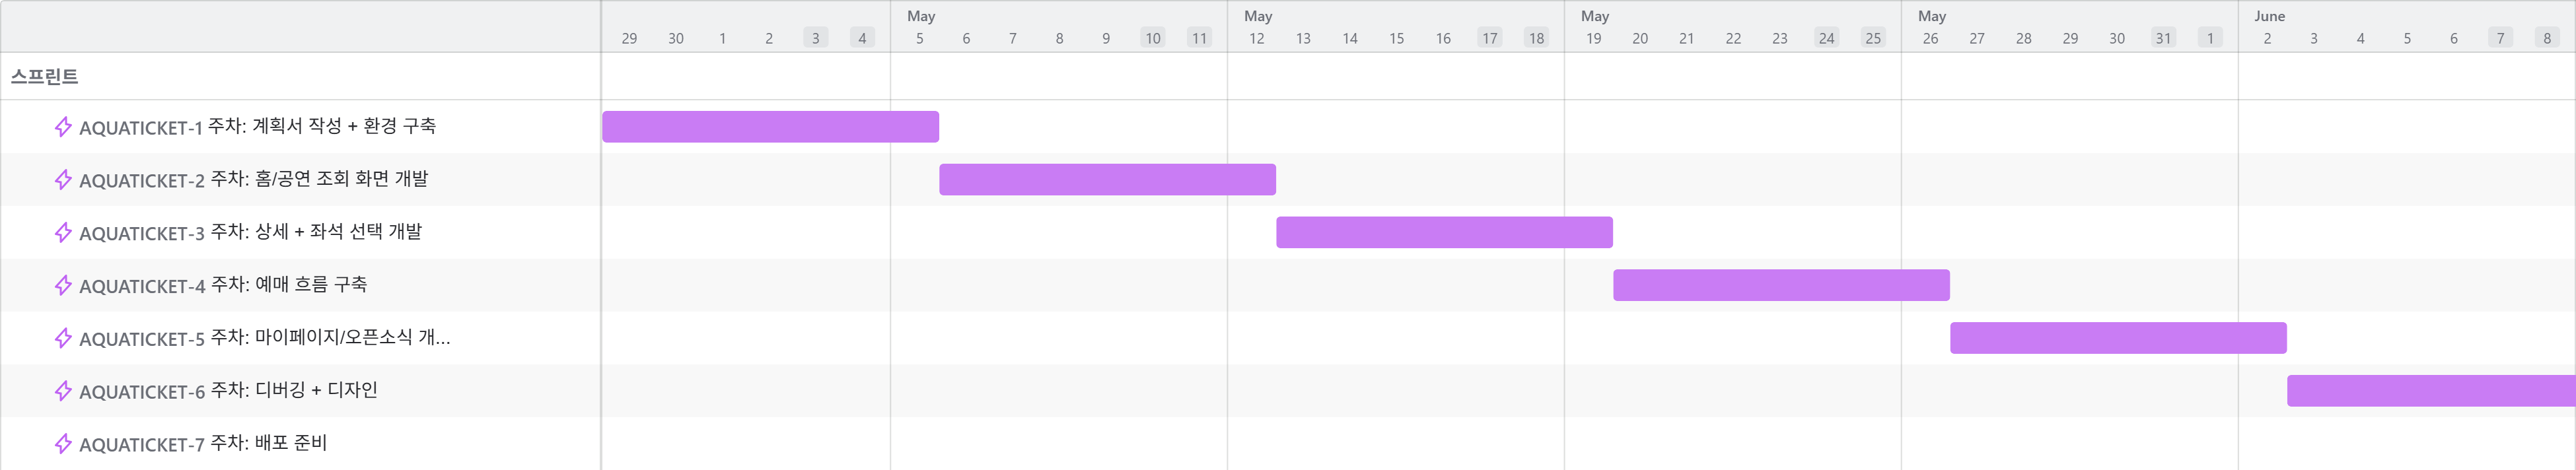 May May May May June
29 30 1 2 3 4 5 6 7 8 9 10 11 12 13 14 15 16 17 18 19 20 21 22 23 24 25 26 27 28 29 30 31 1 2 3 4 5 6 7 8
스프린트
AQUATICKET-1 주차: 계획서 작성 + 환경 구축
AQUATICKET-2 주차: 홈/공연 조회 화면 개발
AQUATICKET-3 주차: 상세 + 좌석 선택 개발
AQUATICKET-4 주차: 예매 흐름 구축
AQUATICKET-5 주차: 마이페이지/오픈소식 개...
AQUATICKET-6 주차: 디버깅 + 디자인
AQUATICKET-7 주차: 배포 준비